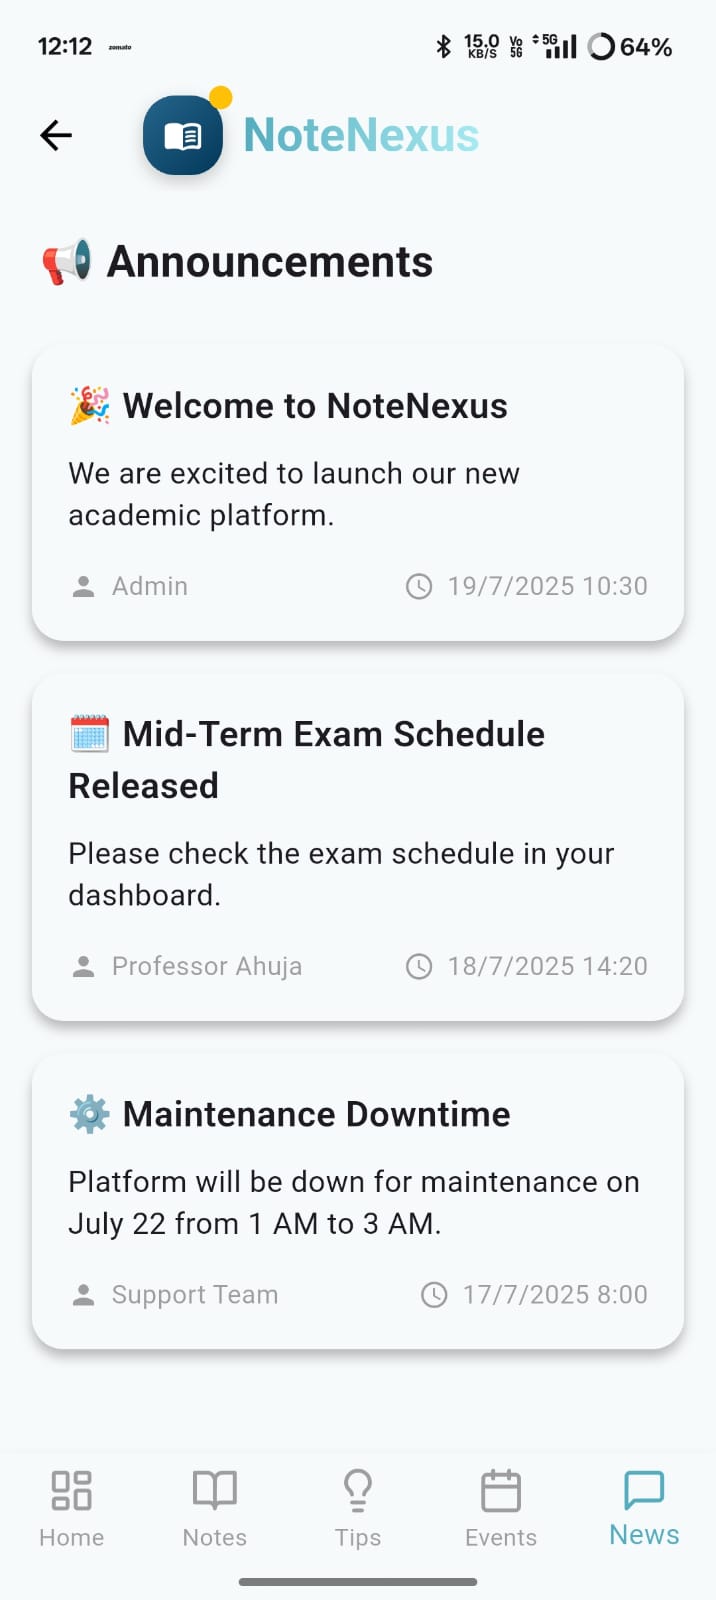 12:12 zomato 15.0 KB/S Vo 5G 5G 64%
NoteNexus
📢 Announcements
🎉 Welcome to NoteNexus
We are excited to launch our new
academic platform.
Admin 19/7/2025 10:30
🗓️ Mid-Term Exam Schedule
Released
Please check the exam schedule in your
dashboard.
Professor Ahuja 18/7/2025 14:20
⚙️ Maintenance Downtime
Platform will be down for maintenance on
July 22 from 1 AM to 3 AM.
Support Team 17/7/2025 8:00
Home Notes Tips Events News